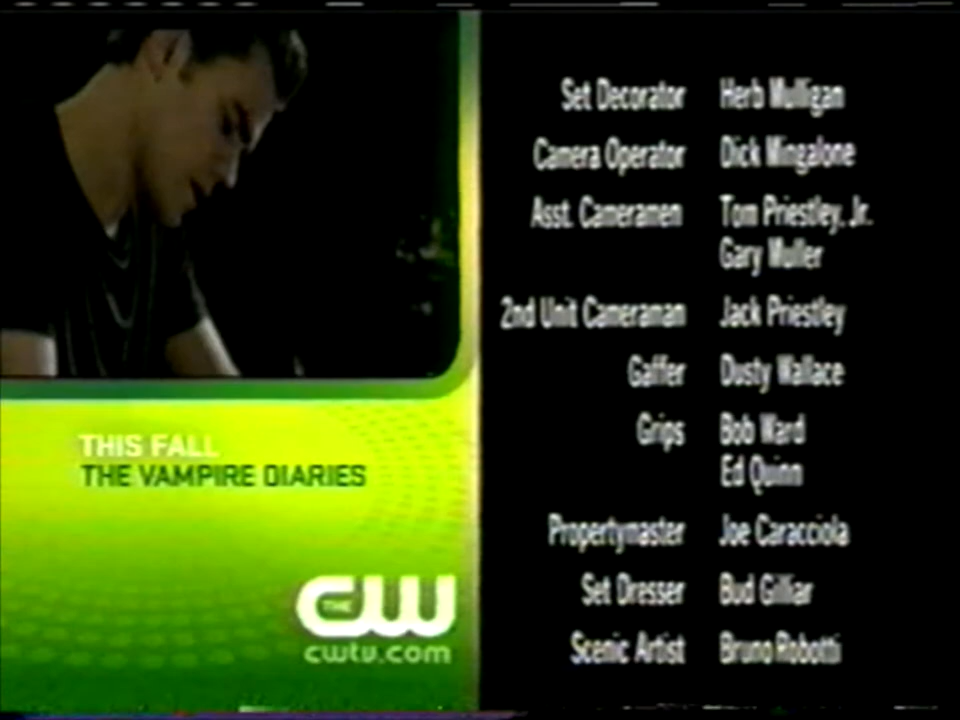 THIS FALL
THE VAMPIRE DIARIES
THE CW
cwtv.com
Set Decorator Herb Mulligan
Camera Operator Dick Mingalone
Asst. Cameramen Tom Priestley, Jr.
Gary Muller
2nd Unit Cameraman Jack Priestley
Gaffer Dusty Wallace
Grips Bob Ward
Ed Quinn
Propertymaster Joe Caracciola
Set Dresser Bud Gilliar
Scenic Artist Bruno Robotti